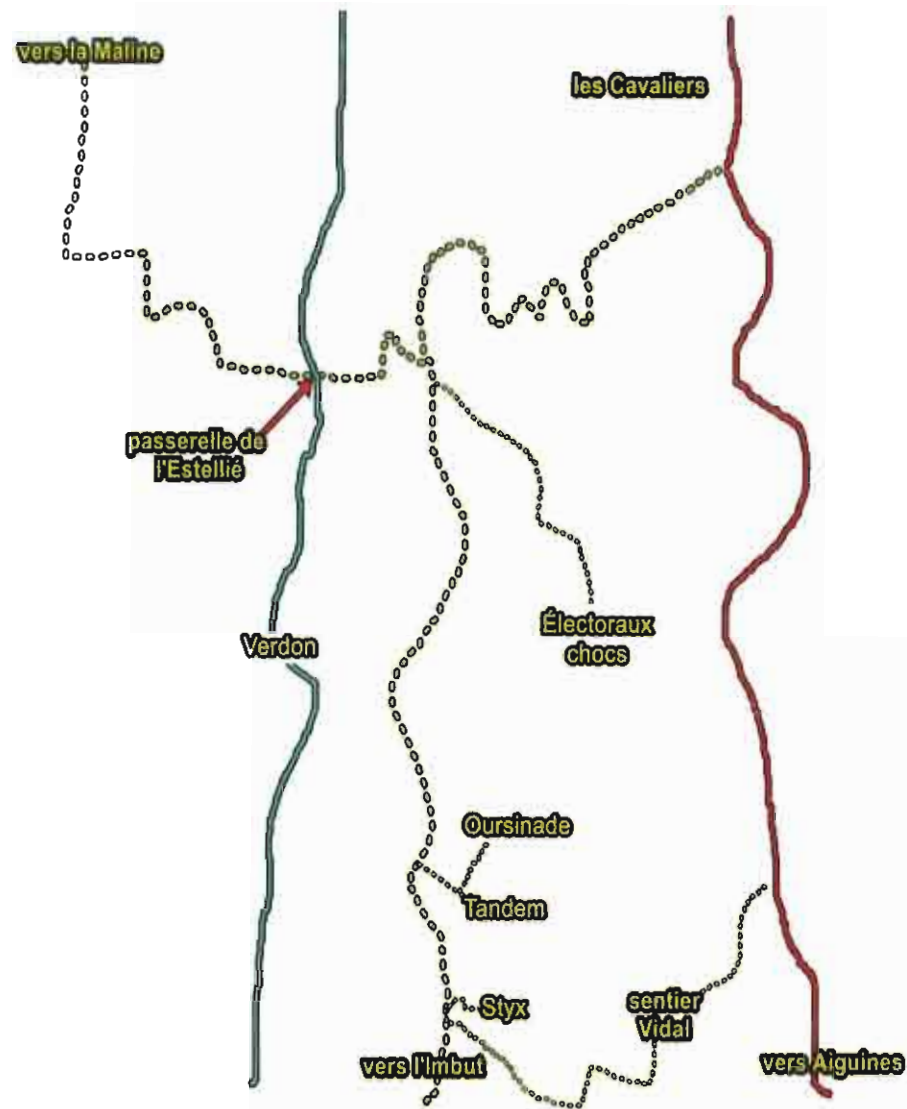 vers la Maline
les Cavaliers
passerelle de
l'Estellié
Verdon
Électoraux
chocs
Oursinade
Tandem
Styx
sentier
Vidal
vers l'Imbut
vers Aiguines